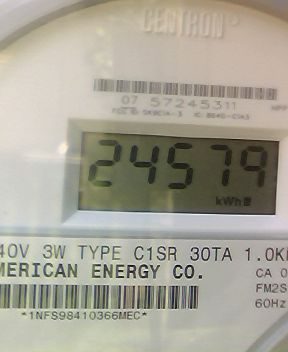 CENTRON®
07 57245311
24579
kWh
40V 3W TYPE C1SR 30TA 1.0K
MERICAN ENERGY CO.
CA 0
FM2S
60Hz
*1NFS98410366MEC*